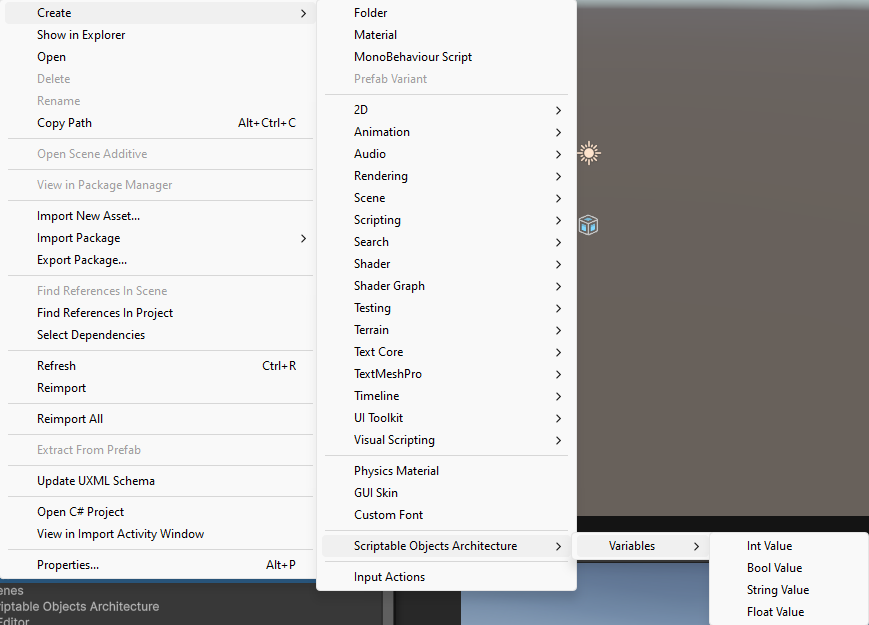 Create
Show in Explorer
Open
Delete
Rename
Copy Path Alt+Ctrl+C
Open Scene Additive
View in Package Manager
Import New Asset...
Import Package
Export Package...
Find References In Scene
Find References In Project
Select Dependencies
Refresh Ctrl+R
Reimport
Reimport All
Extract From Prefab
Update UXML Schema
Open C# Project
View in Import Activity Window
Properties... Alt+P
Folder
Material
MonoBehaviour Script
Prefab Variant
2D
Animation
Audio
Rendering
Scene
Scripting
Search
Shader
Shader Graph
Testing
Terrain
Text Core
TextMeshPro
Timeline
UI Toolkit
Visual Scripting
Physics Material
GUI Skin
Custom Font
Scriptable Objects Architecture
Input Actions
Variables
Int Value
Bool Value
String Value
Float Value
enes
riptable Objects Architecture
Editor